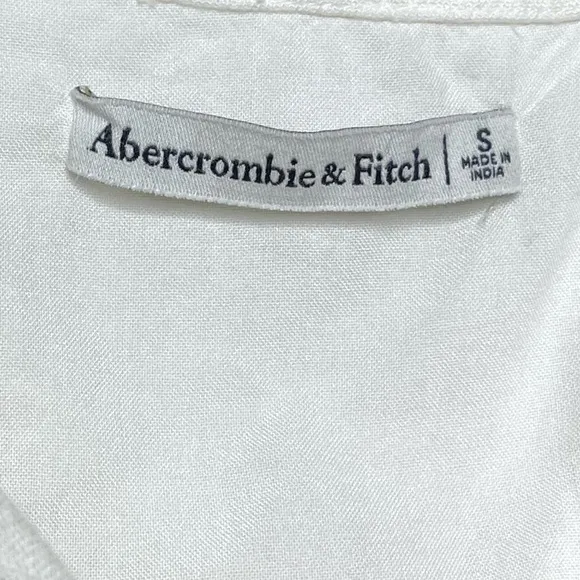 Abercrombie & Fitch | S
MADE IN
INDIA